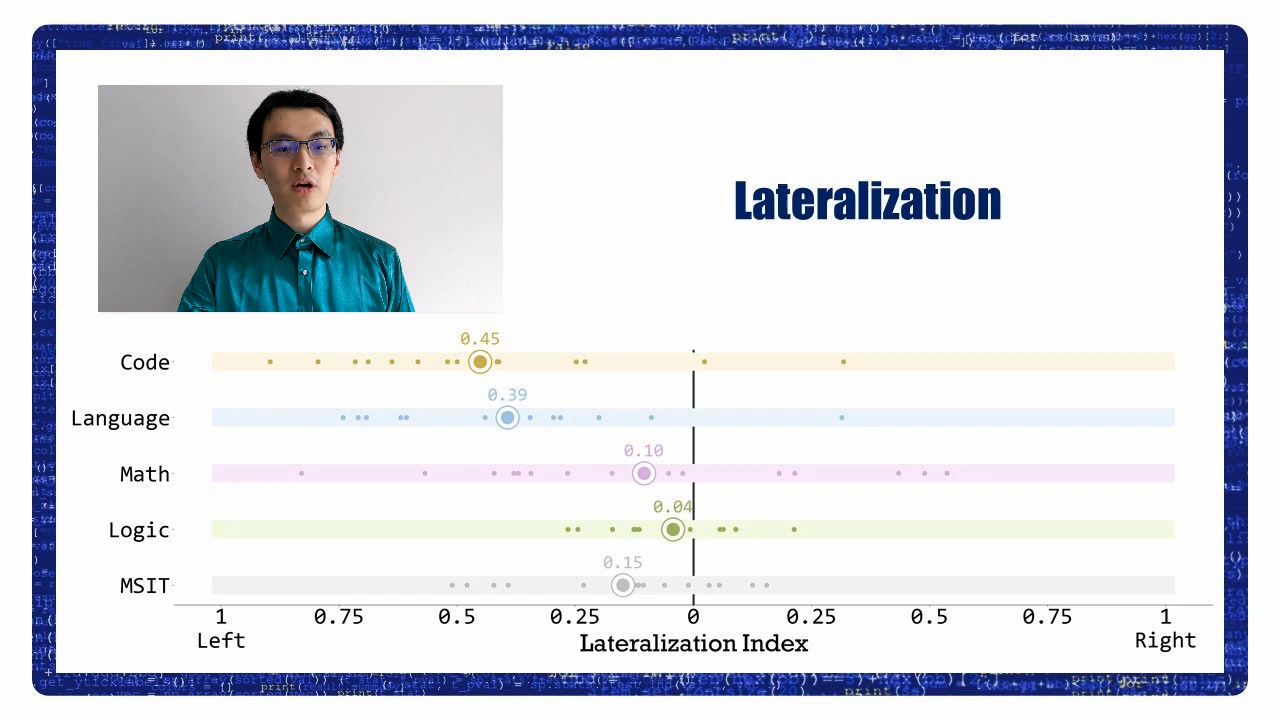 Lateralization
0.45
Code
0.39
Language
0.10
Math
0.04
Logic
0.15
MSIT
1 0.75 0.5 0.25 0 0.25 0.5 0.75 1
Left Lateralization Index Right